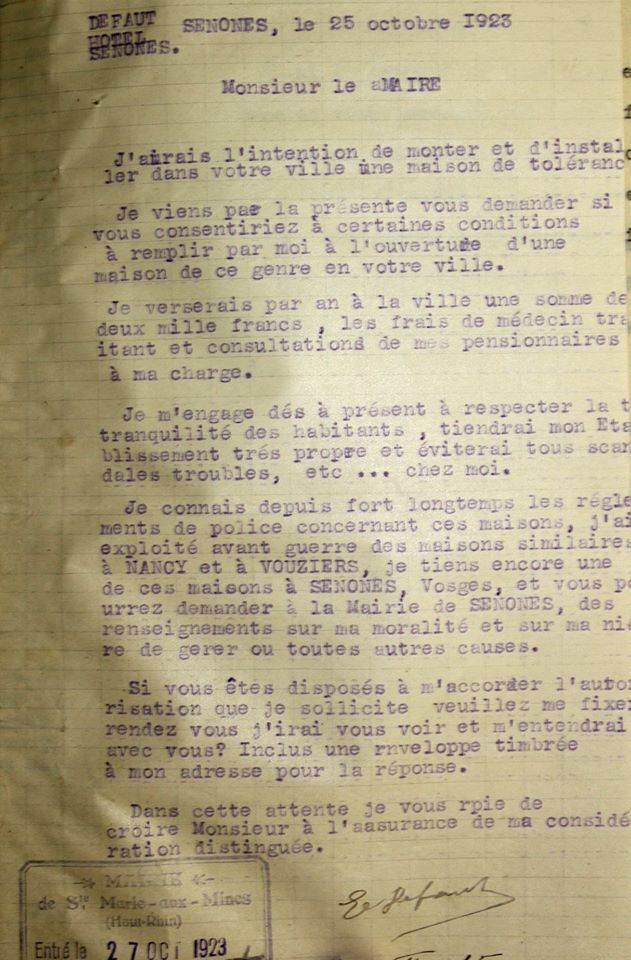 DEFAUT
HOTEL
SENONES.
SENONES, le 25 octobre 1923
Monsieur le aMAIRE
J'aurais l'intention de monter et d'instal
ler dans votre ville une maison de toléranc
Je viens par la présente vous demander si
vous consentiriez à certaines conditions
à remplir par moi à l'ouverture d'une
maison de ce genre en votre ville.
Je verserais par an à la ville une somme de
deux mille francs , les frais de médecin tra
itant et consultations de mes pensionnaires
à ma charge.
Je m'engage dés à présent à respecter la t
tranquilité des habitants , tiendrai mon Eta
blissement trés propre et éviterai tous scan
dales troubles, etc ... chez moi.
Je connais depuis fort longtemps les régle
ments de police concernant ces maisons, j'ai
exploité avant guerre des maisons similaires
à NANCY et à VOUZIERS, je tiens encore une
de ces maisons à SENONES, Vosges, et vous po
urrez demander à la Mairie de SENONES, des
renseignements sur ma moralité et sur ma niè
re de gerer ou toutes autres causes.
Si vous êtes disposés à m'accorder l'autor
risation que je sollicite veuillez me fixer
rendez vous j'irai vous voir et m'entendrai
avec vous? Inclus une rnveloppe timbrée
à mon adresse pour la réponse.
Dans cette attente je vous rpie de
croire Monsieur à l'aasurance de ma considé
ration distinguée.
MAIRIE
de Ste Marie-aux-Mines
(Haut-Rhin)
Entré le 27 OCT 1923
Defaut